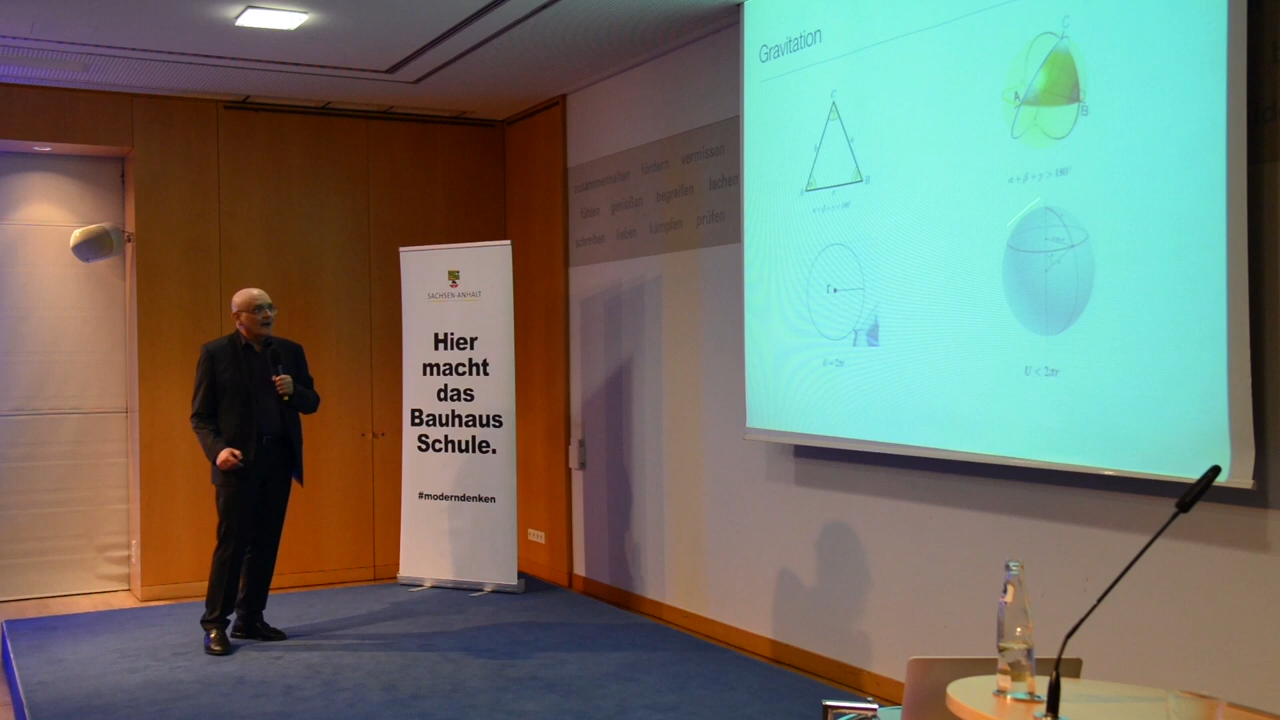 zusammenhalten fördern vermissen
fühlen genießen begreifen lachen
schreiben lieben kämpfen prüfen
SACHSEN-ANHALT
Hier
macht
das
Bauhaus
Schule.
#moderndenken
Gravitation
C
A B
α + β + γ > 180°
C
B
r
U < 2πr